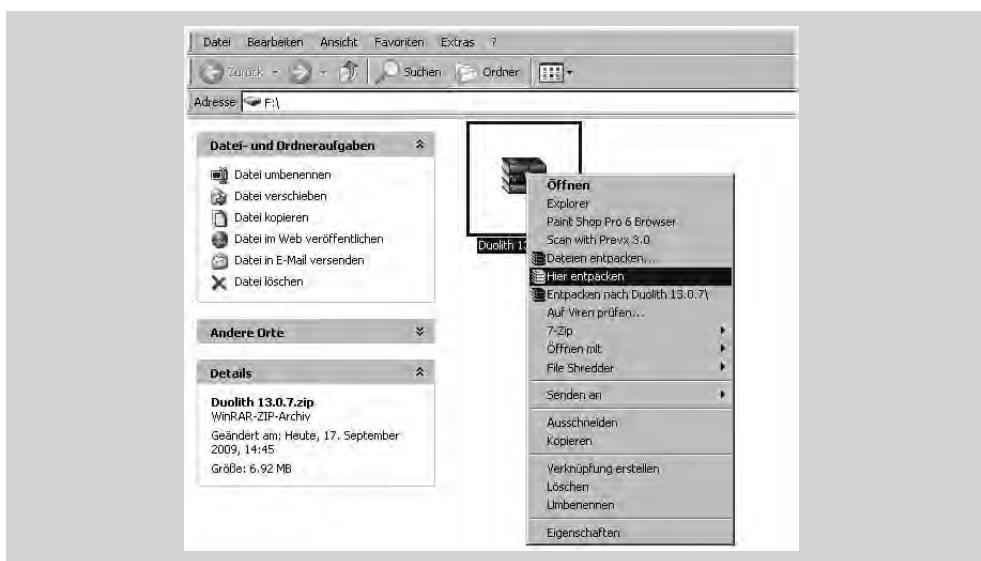 Datei Bearbeiten Ansicht Favoriten Extras ?
Zurück Suchen Ordner
Adresse F:\
Datei- und Ordneraufgaben
Datei umbenennen
Datei verschieben
Datei kopieren
Datei im Web veröffentlichen
Datei in E-Mail versenden
Datei löschen
Andere Orte
Details
Duolith 13.0.7.zip
WinRAR-ZIP-Archiv
Geändert am: Heute, 17. September
2009, 14:45
Größe: 6.92 MB
Duolith 13
Öffnen
Explorer
Paint Shop Pro 6 Browser
Scan with Prevx 3.0
Dateien entpacken...
Hier entpacken
Entpacken nach Duolith 13.0.7\
Auf Viren prüfen...
7-Zip
Öffnen mit
File Shredder
Senden an
Ausschneiden
Kopieren
Verknüpfung erstellen
Löschen
Umbenennen
Eigenschaften